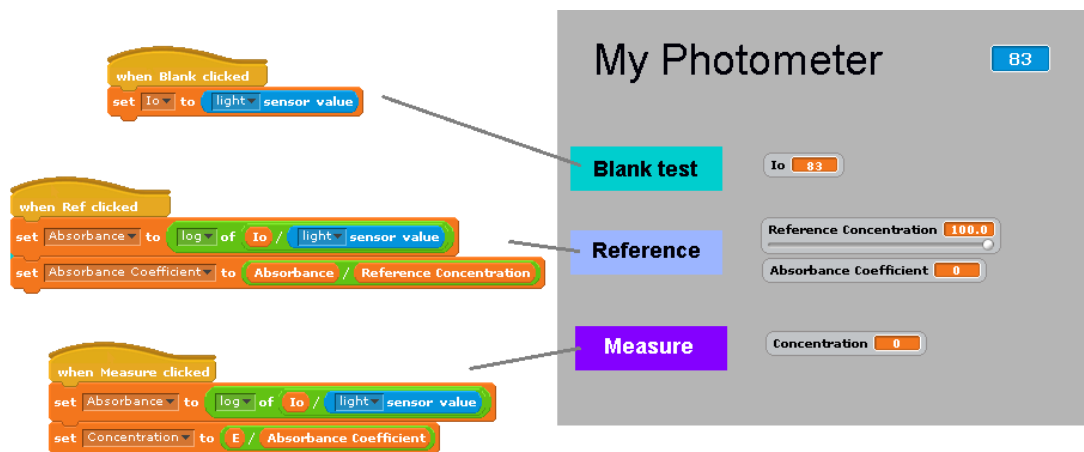 when Blank clicked
set Io to light sensor value
when Ref clicked
set Absorbance to log of Io / light sensor value
set Absorbance Coefficient to Absorbance / Reference Concentration
when Measure clicked
set Absorbance to log of Io / light sensor value
set Concentration to E / Absorbance Coefficient
My Photometer 83
Blank test Io 83
Reference Reference Concentration 100.0
Absorbance Coefficient 0
Measure Concentration 0